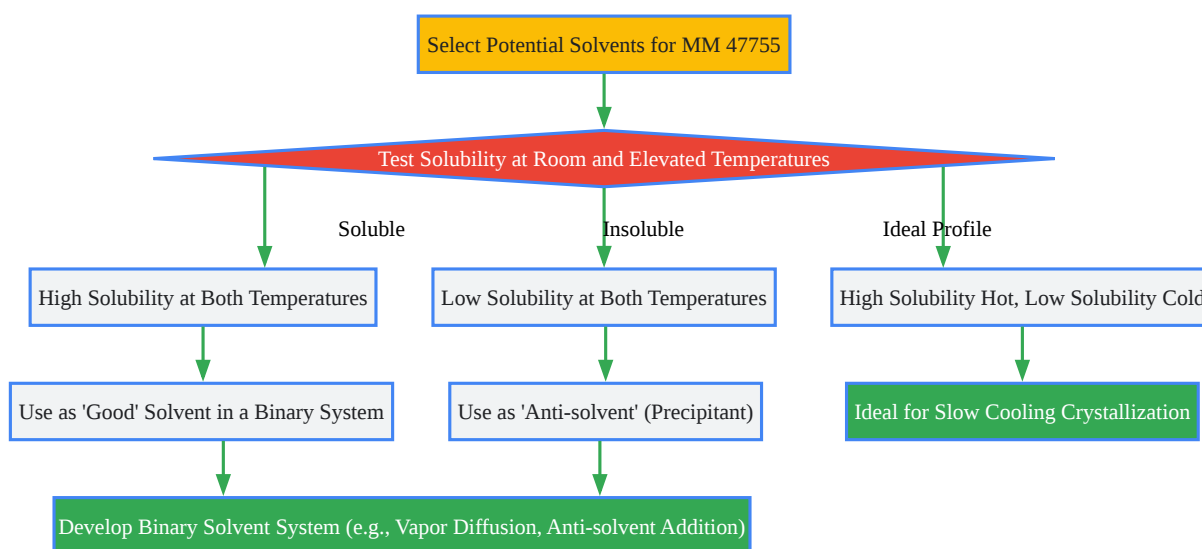 Select Potential Solvents for MM 47755
Test Solubility at Room and Elevated Temperatures
Soluble
Insoluble
Ideal Profile
High Solubility at Both Temperatures
Low Solubility at Both Temperatures
High Solubility Hot, Low Solubility Cold
Use as 'Good' Solvent in a Binary System
Use as 'Anti-solvent' (Precipitant)
Ideal for Slow Cooling Crystallization
Develop Binary Solvent System (e.g., Vapor Diffusion, Anti-solvent Addition)